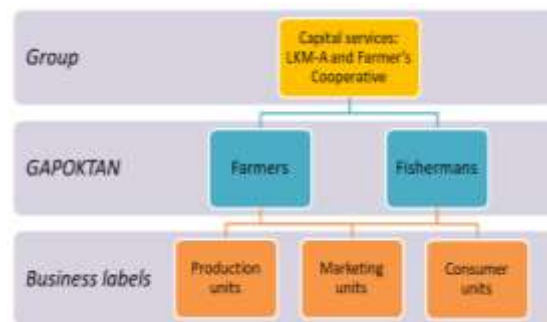 Group
Capital services:
LKM-A and Farmer's
Cooperative
GAPOKTAN
Farmers
Fishermans
Business labels
Production
units
Marketing
units
Consumer
units